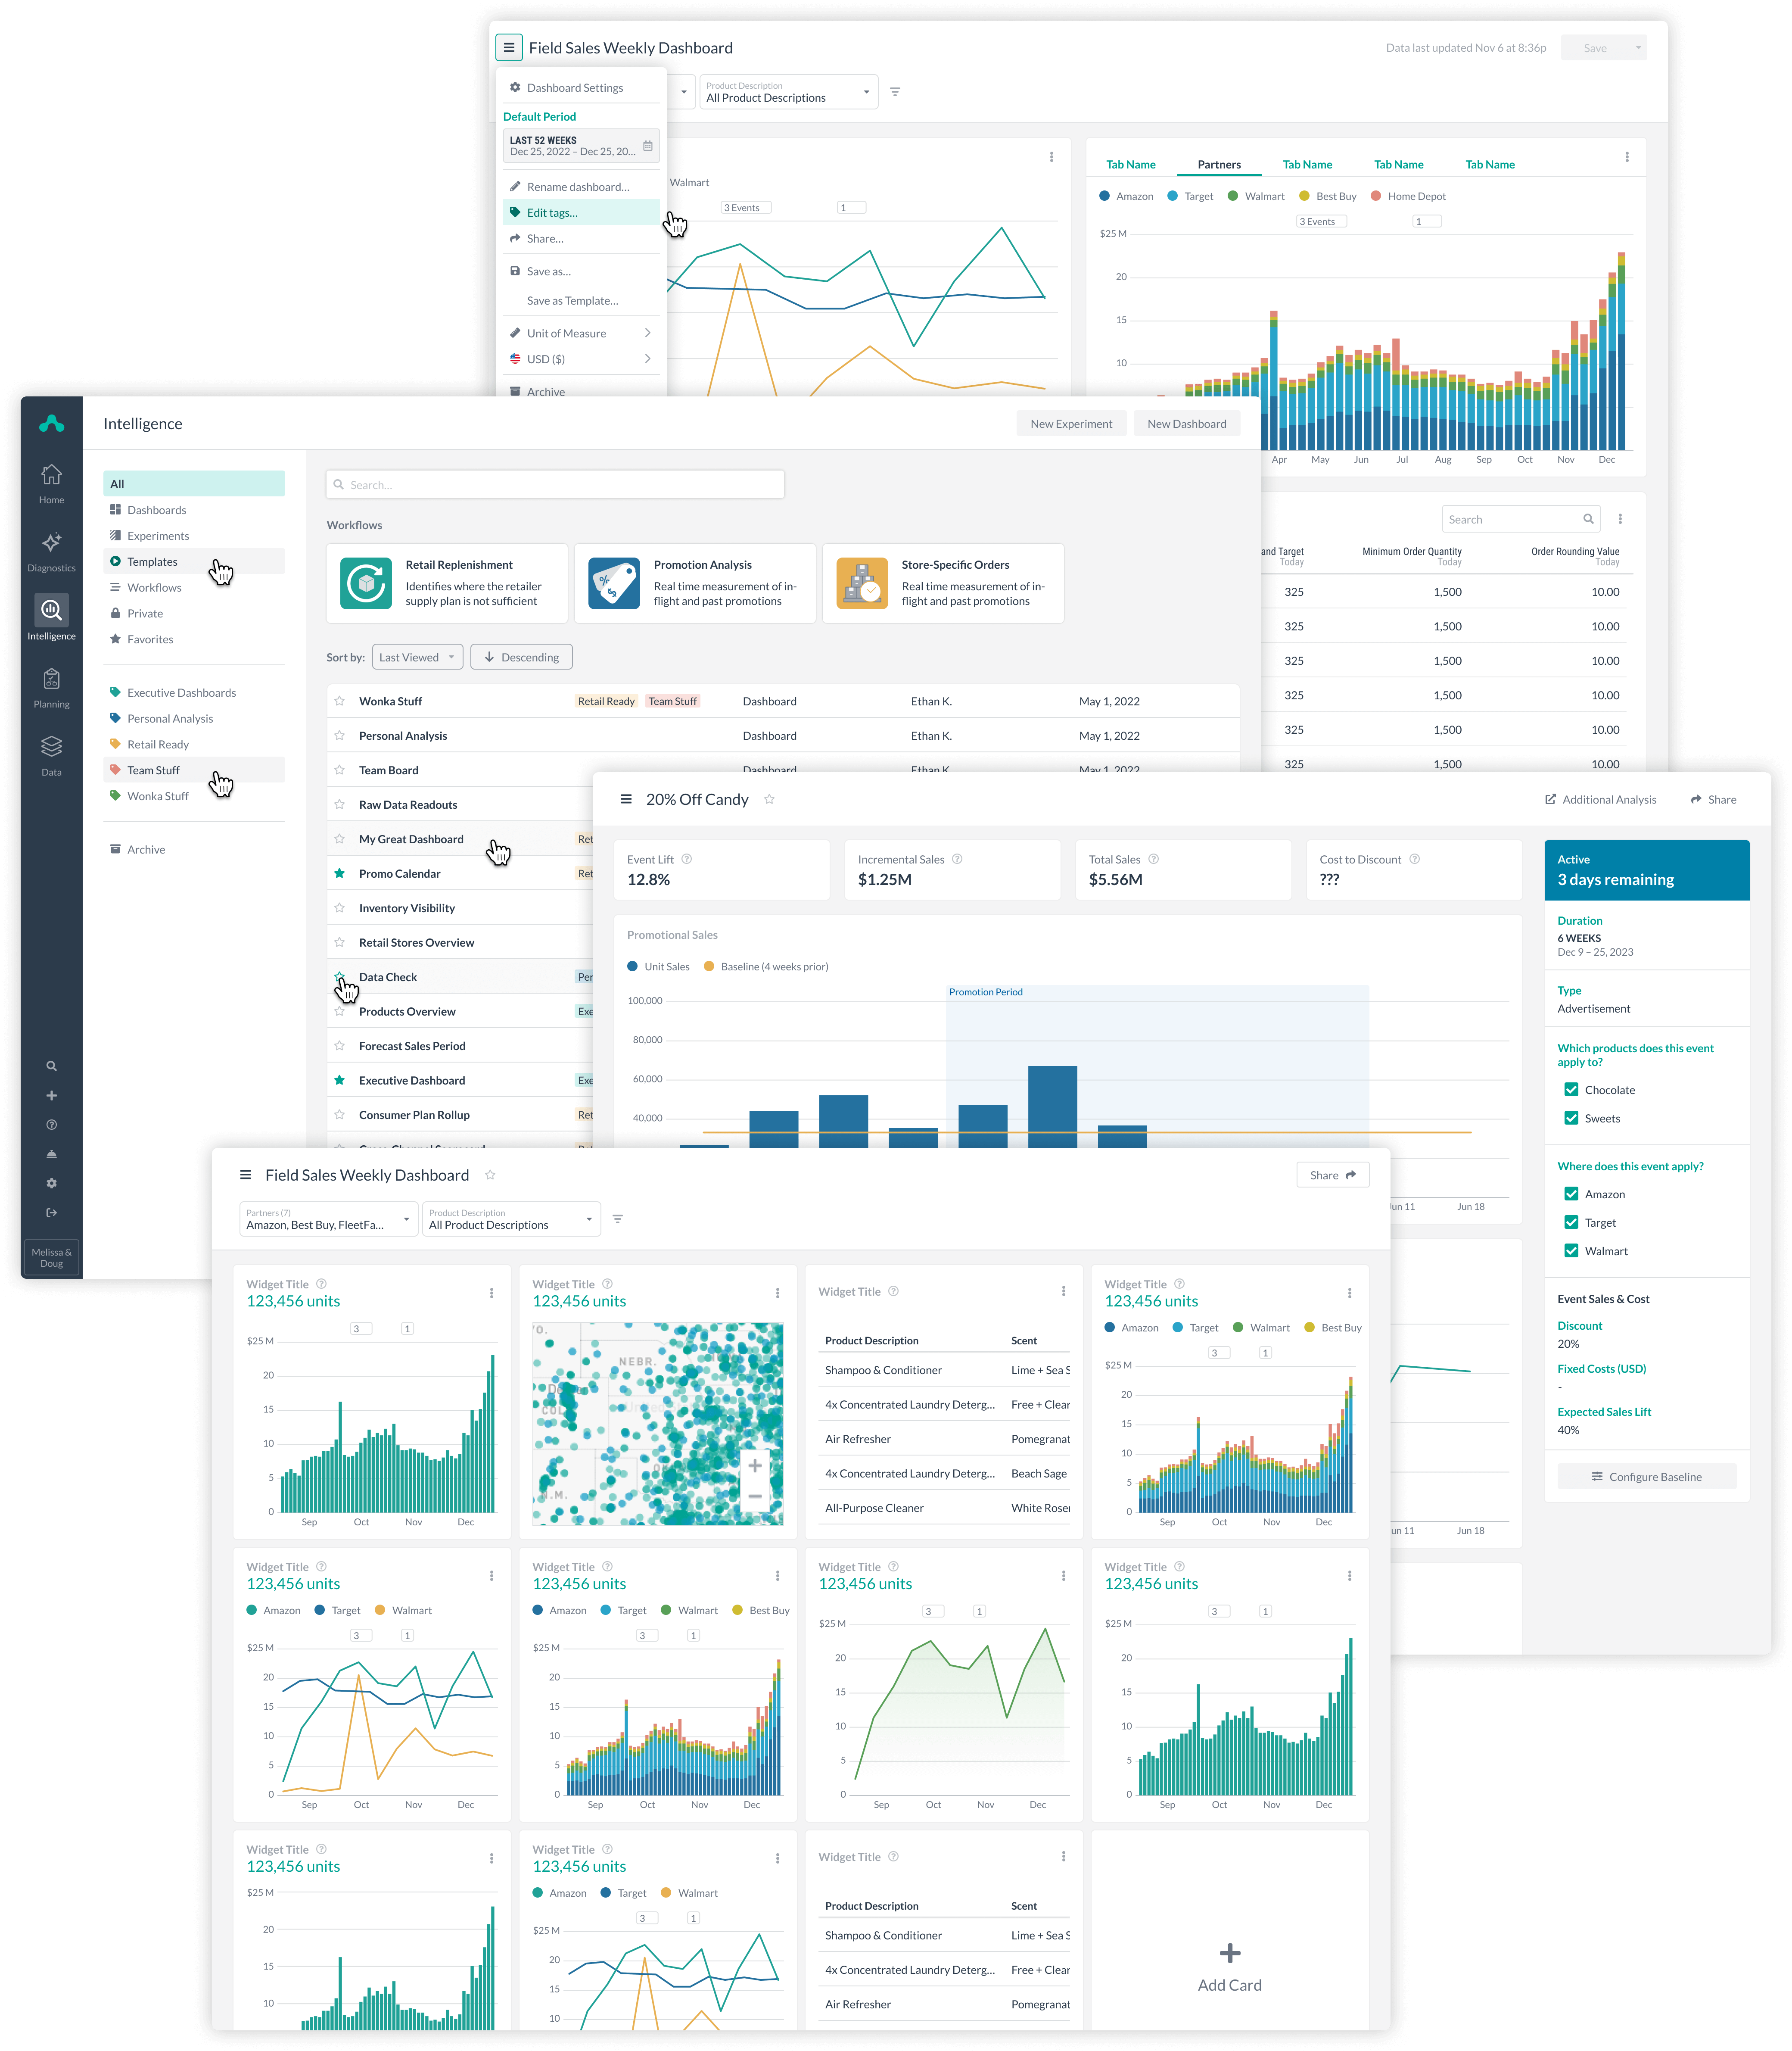 Field Sales Weekly Dashboard
Data last updated Nov 6 at 8:36p
Save
Dashboard Settings
Default Period
LAST 52 WEEKS
Dec 25, 2022 – Dec 25, 20...
Rename dashboard...
Edit tags...
Share...
Save as...
Save as Template...
Unit of Measure
USD ($)
Archive
Product Description
All Product Descriptions
Walmart
3 Events
1
Tab Name
Partners
Tab Name
Tab Name
Tab Name
Amazon
Target
Walmart
Best Buy
Home Depot
3 Events
1
$25 M
20
15
10
Apr
May
Jun
Jul
Aug
Sep
Oct
Nov
Dec
Search
and Target
Today
Minimum Order Quantity
Today
Order Rounding Value
Today
325 1,500 10.00
325 1,500 10.00
325 1,500 10.00
325 1,500 10.00
325 1,500 10.00
325 1,500 10.00
Home
Diagnostics
Intelligence
Planning
Data
Melissa &
Doug
Intelligence
New Experiment
New Dashboard
All
Dashboards
Experiments
Templates
Workflows
Private
Favorites
Executive Dashboards
Personal Analysis
Retail Ready
Team Stuff
Wonka Stuff
Archive
Search...
Workflows
Retail Replenishment
Identifies where the retailer
supply plan is not sufficient
Promotion Analysis
Real time measurement of in-
flight and past promotions
Store-Specific Orders
Real time measurement of in-
flight and past promotions
Sort by:
Last Viewed
Descending
Wonka Stuff Retail Ready Team Stuff Dashboard Ethan K. May 1, 2022
Personal Analysis Dashboard Ethan K. May 1, 2022
Team Board Dashboard Ethan K. May 1, 2022
Raw Data Readouts
My Great Dashboard Ret
Promo Calendar Ret
Inventory Visibility
Retail Stores Overview
Data Check Per
Products Overview Exe
Forecast Sales Period
Executive Dashboard Exe
Consumer Plan Rollup Ret
20% Off Candy
Additional Analysis
Share
Event Lift
12.8%
Incremental Sales
$1.25M
Total Sales
$5.56M
Cost to Discount
???
Promotional Sales
Unit Sales
Baseline (4 weeks prior)
Promotion Period
100,000
80,000
60,000
40,000
Jun 11
Jun 18
un 11
Jun 18
Active
3 days remaining
Duration
6 WEEKS
Dec 9 – 25, 2023
Type
Advertisement
Which products does this event
apply to?
Chocolate
Sweets
Where does this event apply?
Amazon
Target
Walmart
Event Sales & Cost
Discount
20%
Fixed Costs (USD)
-
Expected Sales Lift
40%
Configure Baseline
Field Sales Weekly Dashboard
Share
Partners (7)
Amazon, Best Buy, FleetFa...
Product Description
All Product Descriptions
Widget Title
123,456 units
3
1
$25 M
20
15
10
5
0
Sep
Oct
Nov
Dec
Widget Title
123,456 units
NEBR.
N.M.
Widget Title
Product Description Scent
Shampoo & Conditioner Lime + Sea S
4x Concentrated Laundry Deterg... Free + Clear
Air Refresher Pomegranat
4x Concentrated Laundry Deterg... Beach Sage
All-Purpose Cleaner White Roser
Widget Title
123,456 units
Amazon
Target
Walmart
Best Buy
3
1
$25 M
20
15
10
5
0
Sep
Oct
Nov
Dec
Widget Title
123,456 units
Amazon
Target
Walmart
3
1
$25 M
20
15
10
5
0
Sep
Oct
Nov
Dec
Widget Title
123,456 units
Amazon
Target
Walmart
Best Buy
3
1
$25 M
20
15
10
5
0
Sep
Oct
Nov
Dec
Widget Title
123,456 units
3
1
$25 M
20
15
10
5
0
Sep
Oct
Nov
Dec
Widget Title
123,456 units
3
1
$25 M
20
15
10
5
0
Sep
Oct
Nov
Dec
Widget Title
123,456 units
$25 M
20
15
10
Widget Title
123,456 units
Amazon
Target
Walmart
3
1
$25 M
20
15
10
Widget Title
Product Description Scent
Shampoo & Conditioner Lime + Sea S
4x Concentrated Laundry Deterg... Free + Clear
Air Refresher Pomegranat
Add Card